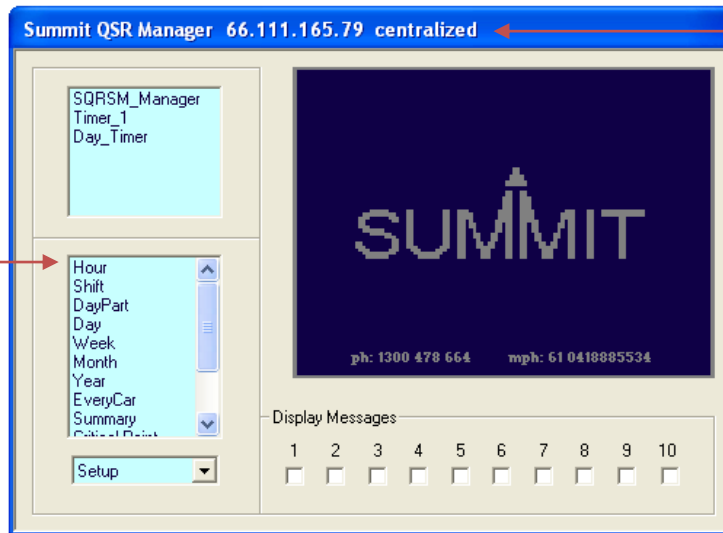 Summit QSR Manager 66.111.165.79 centralized
SQRSM_Manager
Timer_1
Day_Timer
Hour
Shift
DayPart
Day
Week
Month
Year
EveryCar
Summary
Critical Point
Setup
SUMMIT
ph: 1300 478 664 mph: 61 0418885534
Display Messages
1 2 3 4 5 6 7 8 9 10